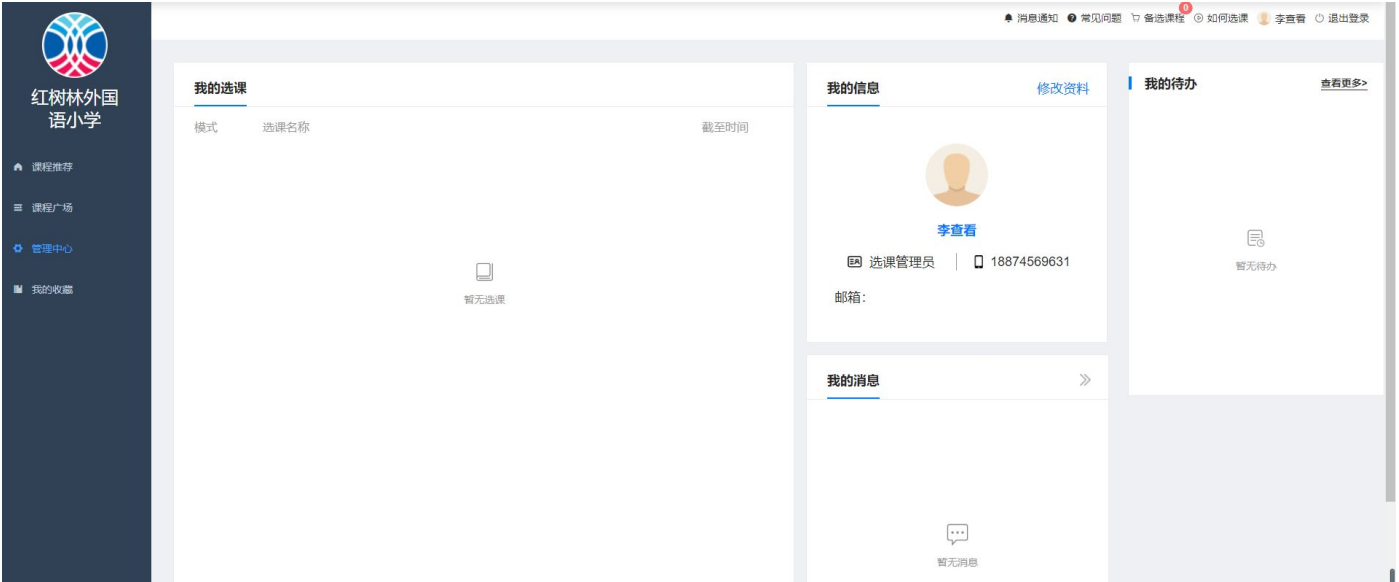 消息通知 常见问题 备选课程 0 如何选课 李查看 退出登录
红树林外国
语小学
课程推荐
课程广场
管理中心
我的收藏
我的选课
模式 选课名称 截至时间
暂无选课
我的信息 修改资料
李查看
选课管理员 18874569631
邮箱：
我的消息
暂无消息
我的待办 查看更多>
暂无待办